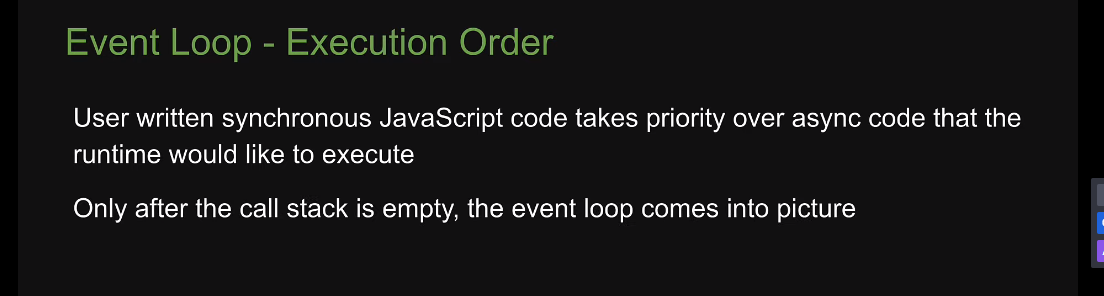 Event Loop - Execution Order
User written synchronous JavaScript code takes priority over async code that the
runtime would like to execute
Only after the call stack is empty, the event loop comes into picture